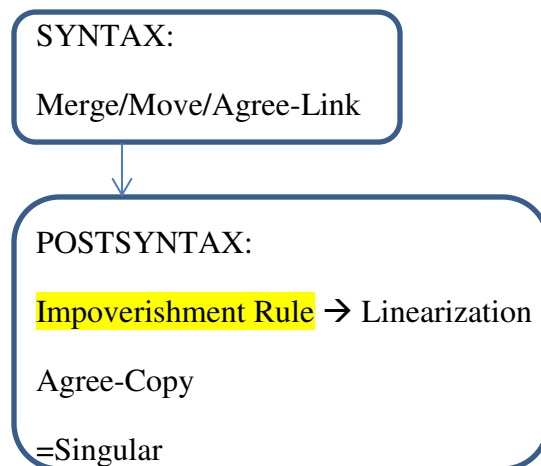 SYNTAX:
Merge/Move/Agree-Link
POSTSYNTAX:
Impoverishment Rule → Linearization
Agree-Copy
=Singular